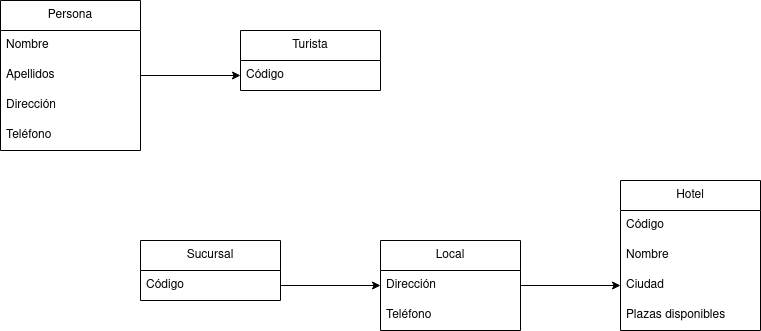 Persona
Nombre
Apellidos
Dirección
Teléfono
Turista
Código
Sucursal
Código
Local
Dirección
Teléfono
Hotel
Código
Nombre
Ciudad
Plazas disponibles